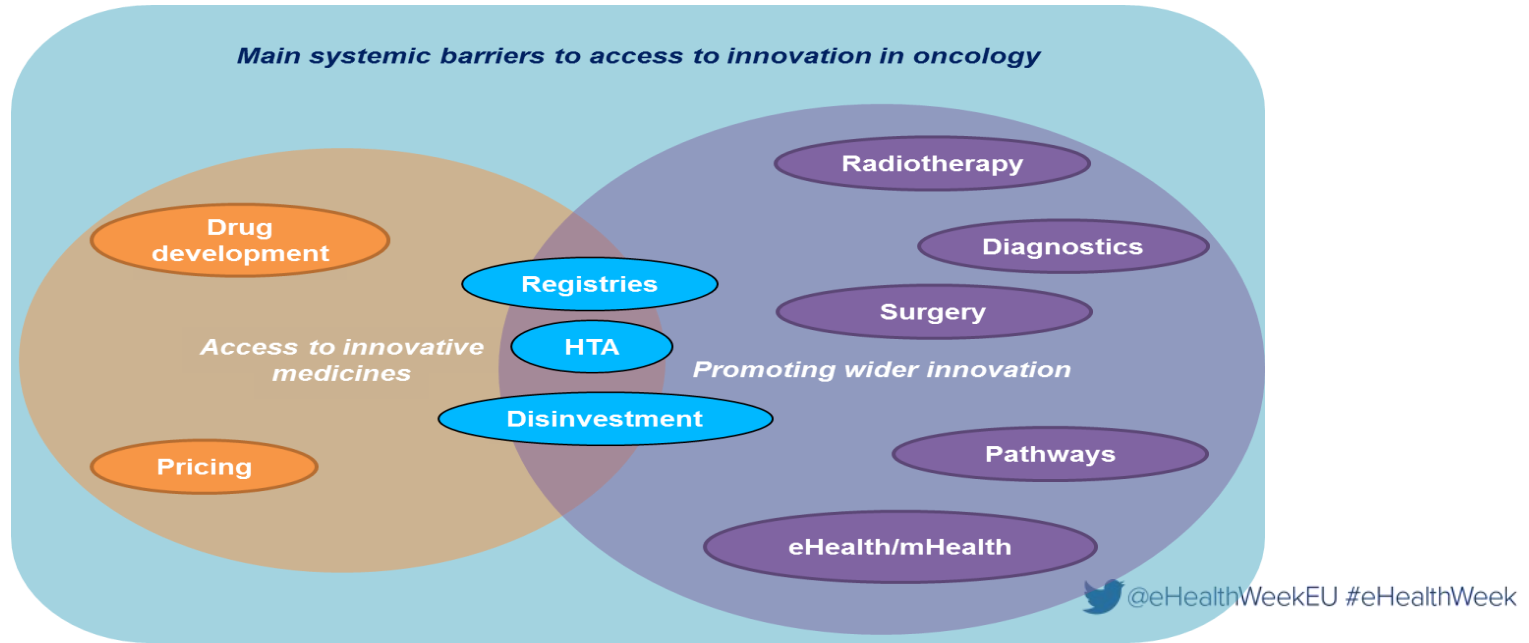 Main systemic barriers to access to innovation in oncology
Radiotherapy
Drug
development
Diagnostics
Registries
Surgery
Access to innovative
medicines
HTA
Promoting wider innovation
Disinvestment
Pricing
Pathways
eHealth/mHealth
@eHealthWeekEU #eHealthWeek